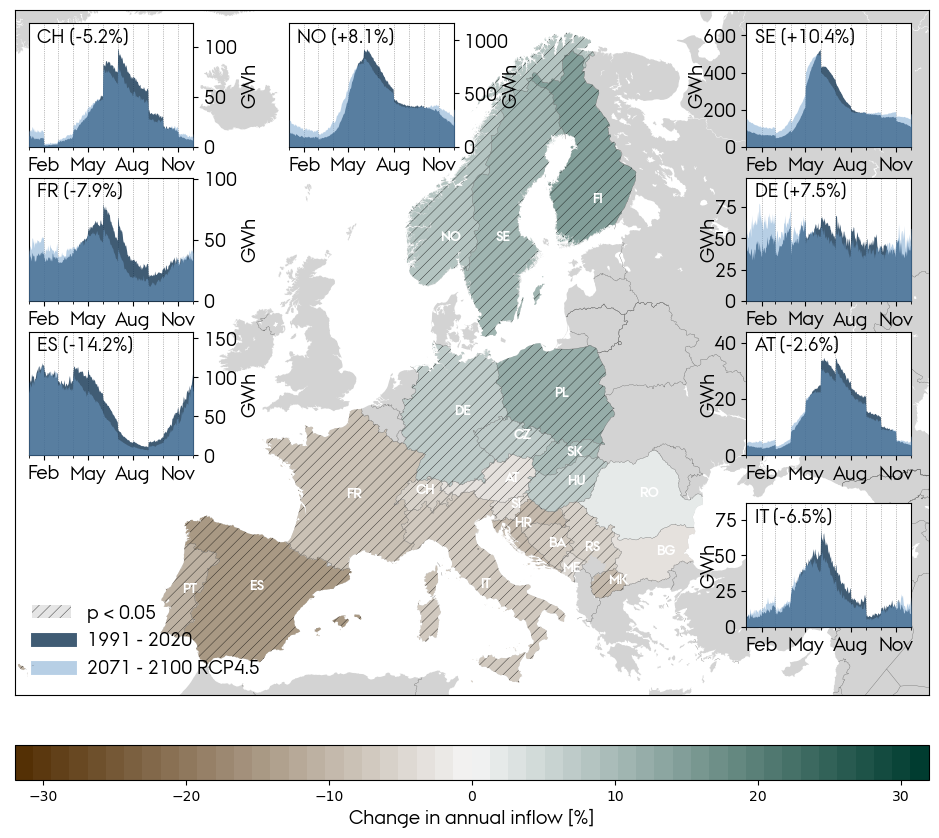 CH (-5.2%)
100
50
0
GWh
Feb May Aug Nov
NO (+8.1%)
1000
500
0
GWh
May Aug Nov
SE (+10.4%)
600
400
200
0
GWh
Feb May Aug Nov
FR (-7.9%)
100
50
0
GWh
Feb May Aug Nov
DE (+7.5%)
75
50
25
0
GWh
Feb May Aug Nov
ES (-14.2%)
150
100
50
0
GWh
Feb May Aug Nov
AT (-2.6%)
40
20
0
GWh
Feb May Aug Nov
IT (-6.5%)
75
50
25
0
GWh
Feb May Aug Nov
FI
NO
SE
PL
DE
CZ
SK
AT
HU
RO
CH
FR
SI
HR
BA
RS
BG
ME
MK
IT
PT
ES
p < 0.05
1991 - 2020
2071 - 2100 RCP4.5
−30 −20 −10 0 10 20 30
Change in annual inflow [%]